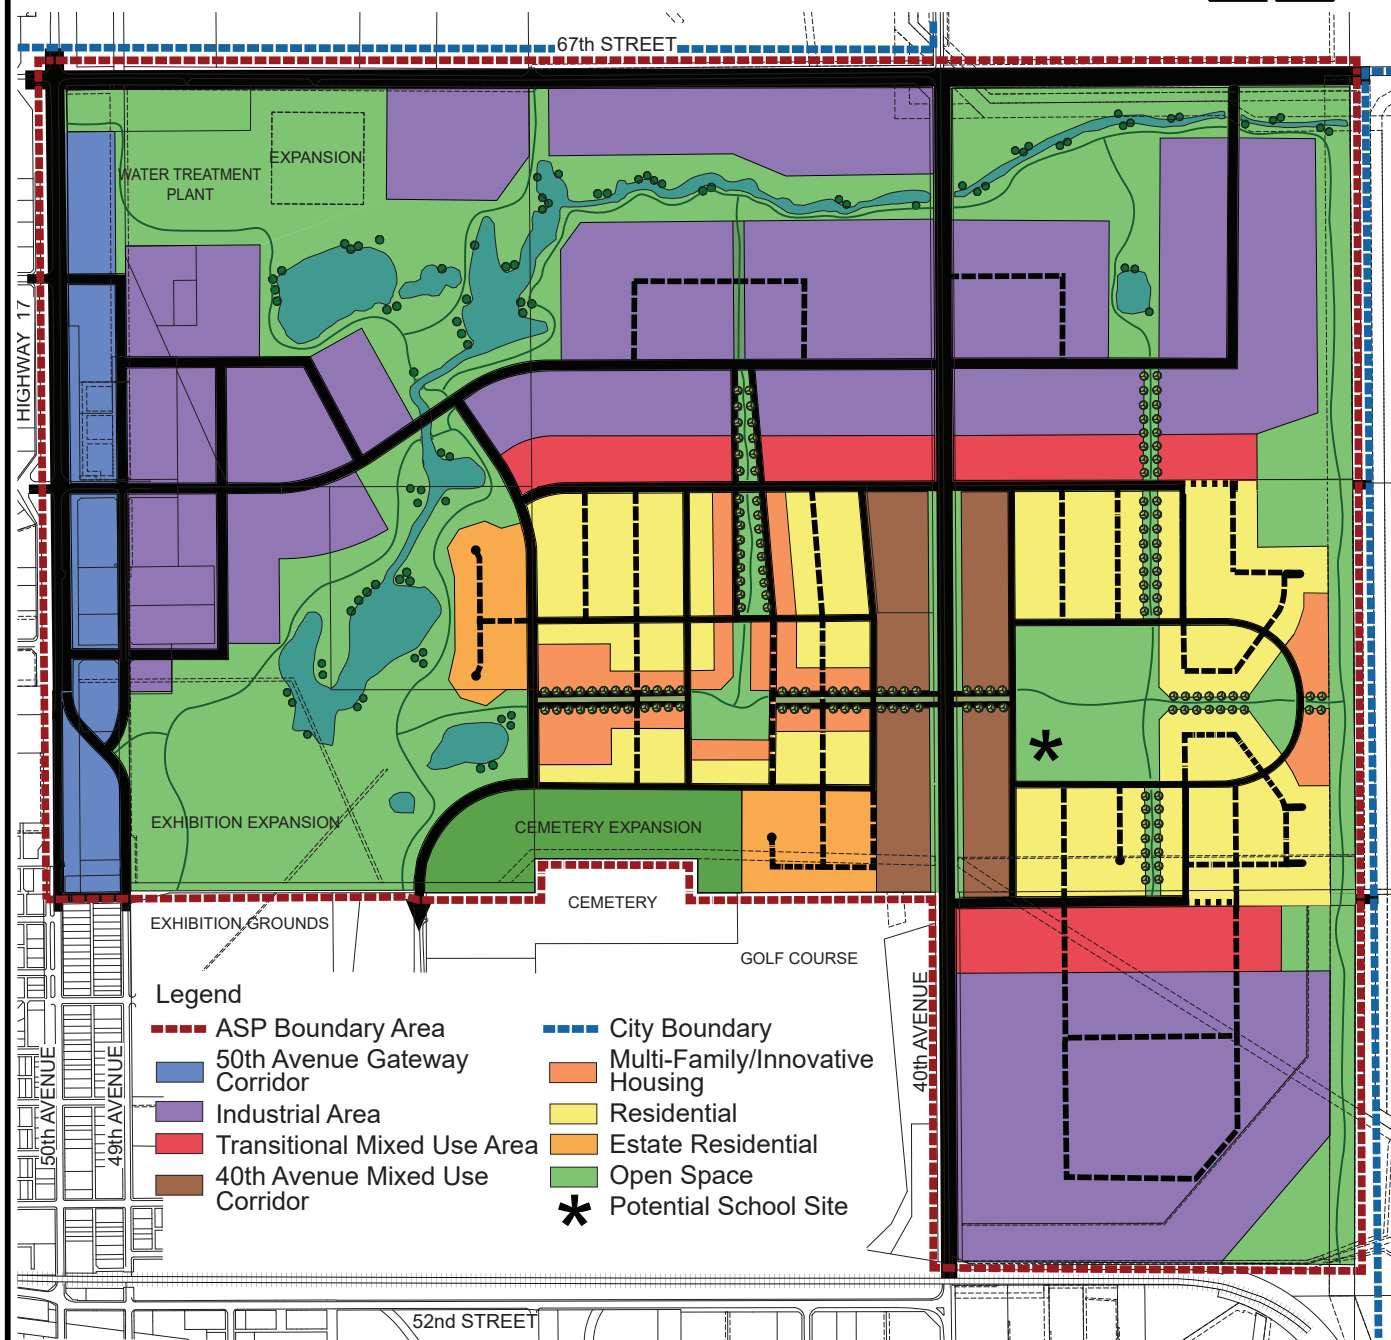 67th STREET
EXPANSION
WATER TREATMENT
PLANT
HIGHWAY 17
EXHIBITION EXPANSION
CEMETERY EXPANSION
CEMETERY
EXHIBITION GROUNDS
GOLF COURSE
40th AVENUE
50th AVENUE
49th AVENUE
Legend
ASP Boundary Area
50th Avenue Gateway
Corridor
Industrial Area
Transitional Mixed Use Area
40th Avenue Mixed Use
Corridor
City Boundary
Multi-Family/Innovative
Housing
Residential
Estate Residential
Open Space
* Potential School Site
52nd STREET